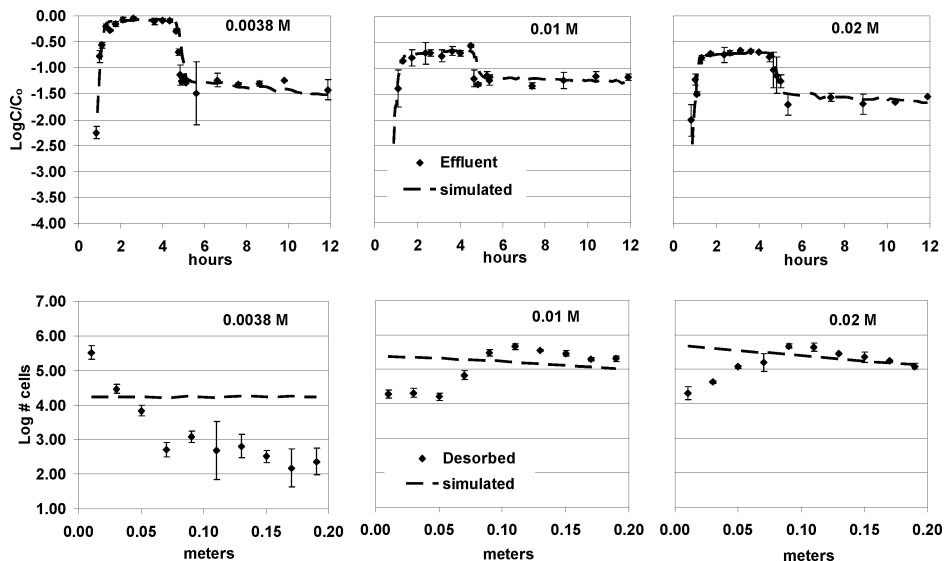 0.0038 M
0.01 M
0.02 M
LogC/Co
0.00
-0.50
-1.00
-1.50
-2.00
-2.50
-3.00
-3.50
-4.00
Effluent
simulated
0 2 4 6 8 10 12
0 2 4 6 8 10 12
0 2 4 6 8 10 12
hours
hours
hours
0.0038 M
0.01 M
0.02 M
Log # cells
7.00
6.00
5.00
4.00
3.00
2.00
1.00
Desorbed
simulated
0.00 0.05 0.10 0.15 0.20
0.00 0.05 0.10 0.15 0.20
0.00 0.05 0.10 0.15 0.20
meters
meters
meters